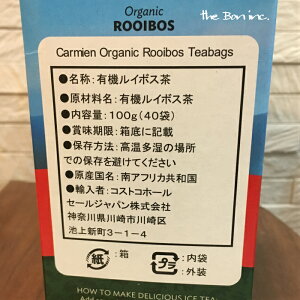 Organic
the Bon inc.
ROOIBOS
Carmien Organic Rooibos Teabags
●名称：有機ルイボス茶
●原材料名：有機ルイボス茶
●内容量：100g（40袋）
●賞味期限：箱底に記載
●保存方法：高温多湿の場所
での保存を避けてください
●原産国名：南アフリカ共和国
●輸入者：コストコホール
セールジャパン株式会社
神奈川県川崎市川崎区
池上新町3－1－4
紙 ：箱 プラ ：内袋
：外装
HOW TO MAKE DELICIOUS ICE TEA: